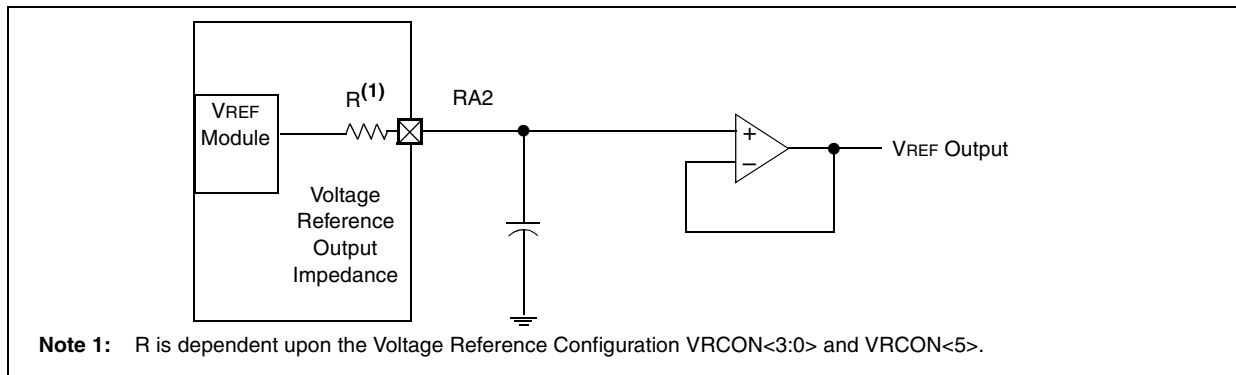 VREF
Module
R(1)
RA2
Voltage
Reference
Output
Impedance
+
–
VREF Output
Note 1: R is dependent upon the Voltage Reference Configuration VRCON<3:0> and VRCON<5>.